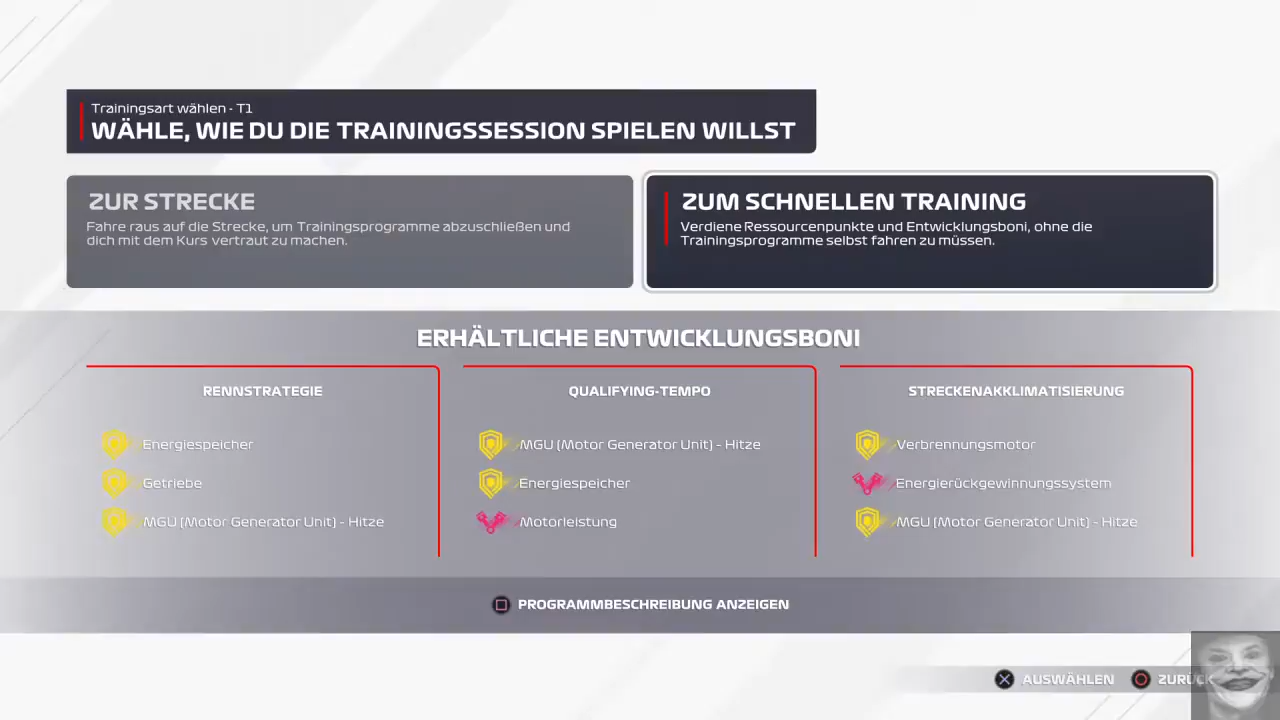 Trainingsart wählen - T1
WÄHLE, WIE DU DIE TRAININGSSESSION SPIELEN WILLST
ZUR STRECKE
Fahre raus auf die Strecke, um Trainingsprogramme abzuschließen und
dich mit dem Kurs vertraut zu machen.
ZUM SCHNELLEN TRAINING
Verdiene Ressourcenpunkte und Entwicklungsboni, ohne die
Trainingsprogramme selbst fahren zu müssen.
ERHÄLTLICHE ENTWICKLUNGSBONI
RENNSTRATEGIE
Energiespeicher
Getriebe
MGU (Motor Generator Unit) - Hitze
QUALIFYING-TEMPO
MGU (Motor Generator Unit) - Hitze
Energiespeicher
Motorleistung
STRECKENAKKLIMATISIERUNG
Verbrennungsmotor
Energierückgewinnungssystem
MGU (Motor Generator Unit) - Hitze
PROGRAMMBESCHREIBUNG ANZEIGEN
AUSWÄHLEN ZURÜCK